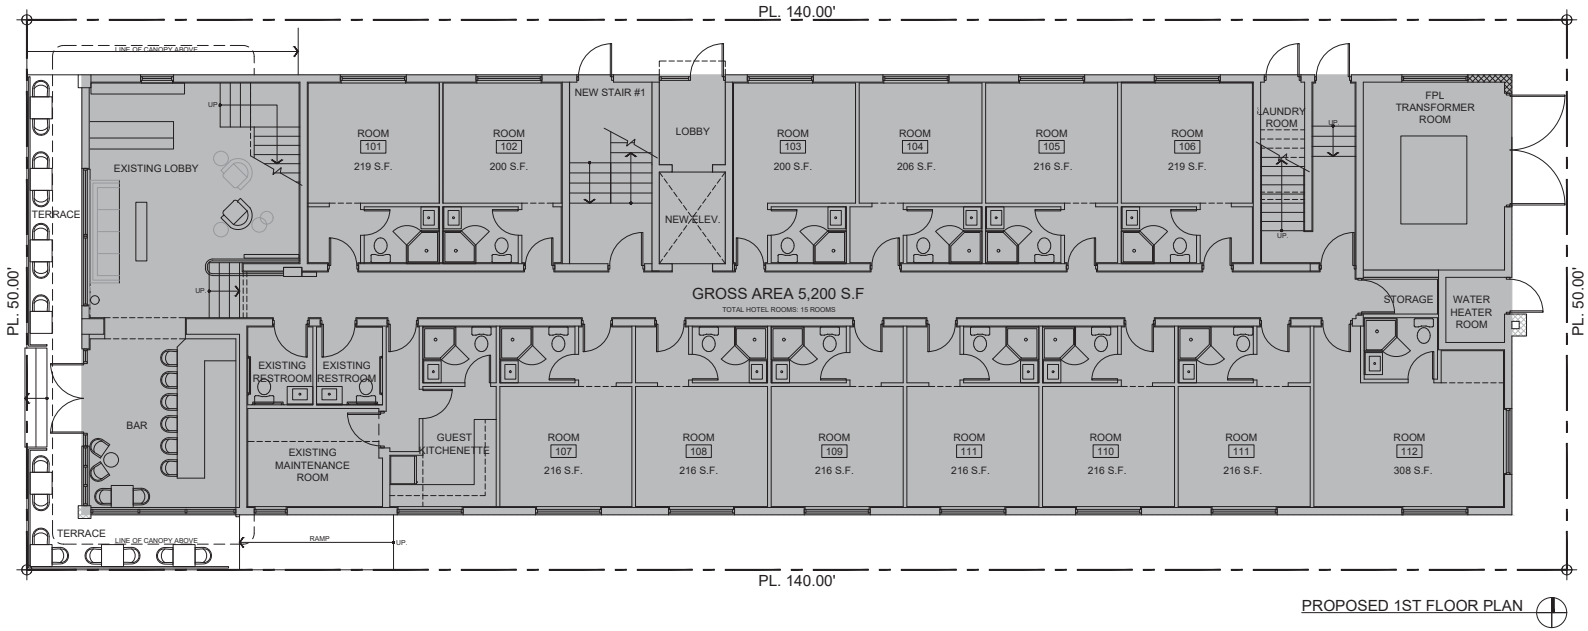 PL. 140.00'
LINE OF CANOPY ABOVE
NEW STAIR #1
FPL
TRANSFORMER
ROOM
UP.
LAUNDRY
ROOM
UP.
ROOM
101
219 S.F.
ROOM
102
200 S.F.
LOBBY
ROOM
103
200 S.F.
ROOM
104
206 S.F.
ROOM
105
216 S.F.
ROOM
106
219 S.F.
EXISTING LOBBY
TERRACE
NEW ELEV.
UP.
PL. 50.00'
UP.
GROSS AREA 5,200 S.F
TOTAL HOTEL ROOMS: 15 ROOMS
STORAGE
WATER
HEATER
ROOM
PL. 50.00'
EXISTING
RESTROOM
EXISTING
RESTROOM
BAR
EXISTING
MAINTENANCE
ROOM
GUEST
KITCHENETTE
ROOM
107
216 S.F.
ROOM
108
216 S.F.
ROOM
109
216 S.F.
ROOM
111
216 S.F.
ROOM
110
216 S.F.
ROOM
111
216 S.F.
ROOM
112
308 S.F.
TERRACE
LINE OF CANOPY ABOVE
RAMP
UP.
PL. 140.00'
PROPOSED 1ST FLOOR PLAN